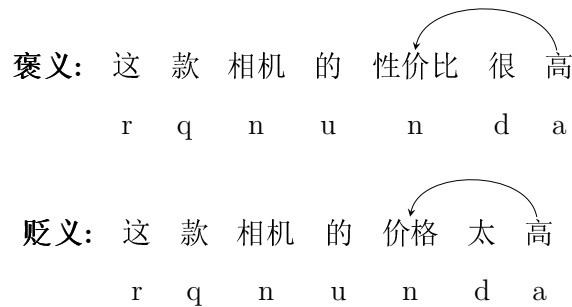 褒义: 这 款 相机 的 性价比 很 高
r q n u n d a
贬义: 这 款 相机 的 价格 太 高
r q n u n d a